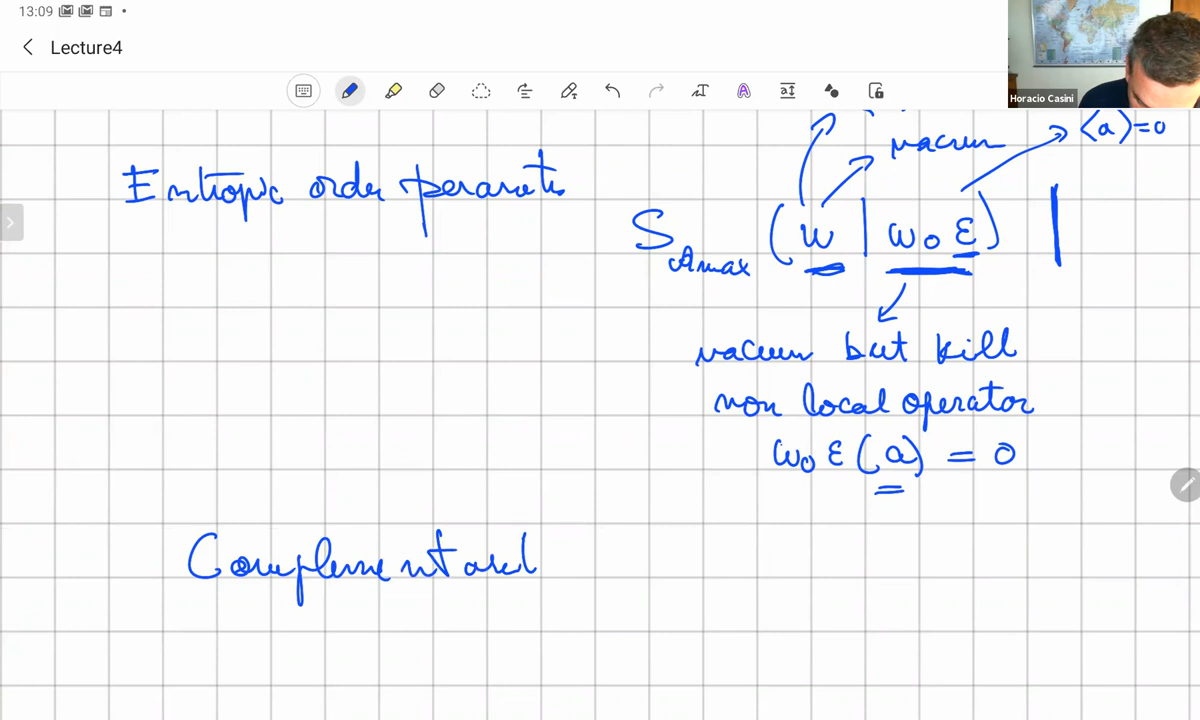 13:09
Lecture4
Horacio Casini
vacuum
⟨a⟩=0
Entropic order parameter
S_Amax (ω | ω₀ ε) |
vacuum but kill
non local operator
ω₀ ε (a) = 0